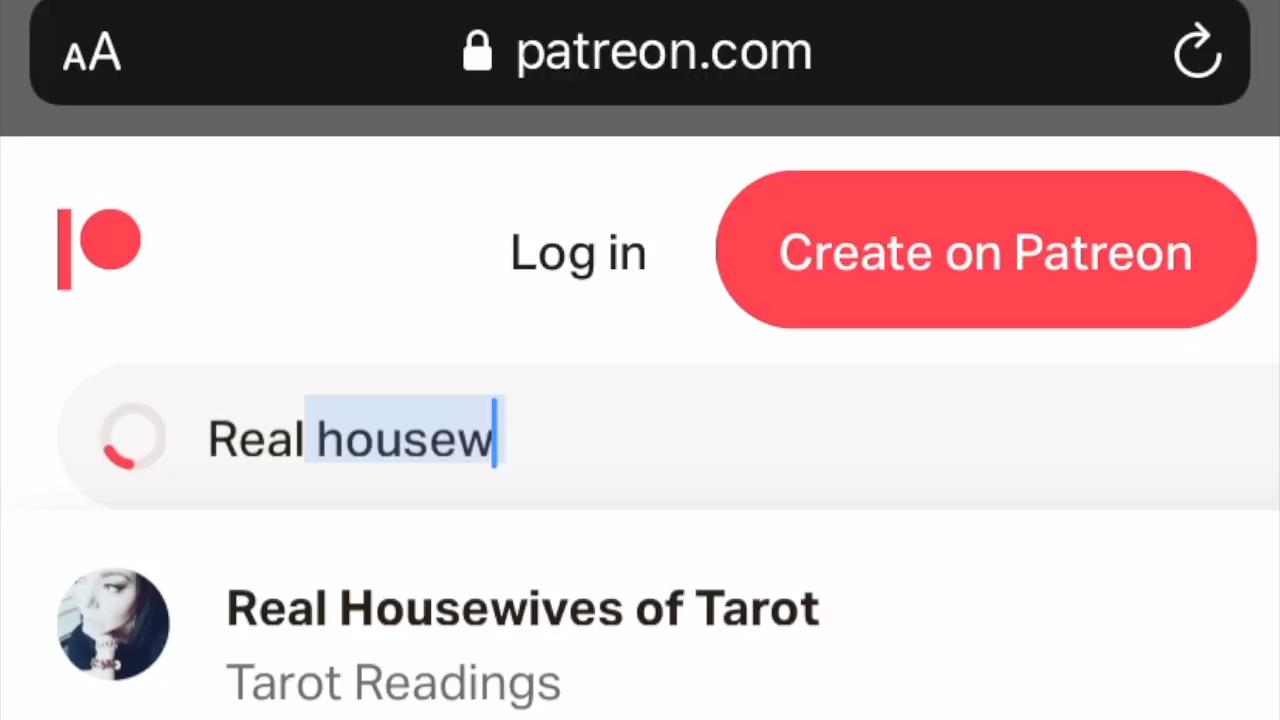 AA
patreon.com
Log in
Create on Patreon
Real housew
Real Housewives of Tarot
Tarot Readings